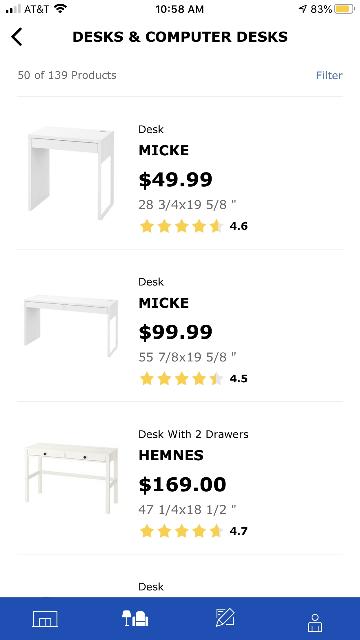 AT&T 10:58 AM 83%
DESKS & COMPUTER DESKS
50 of 139 Products Filter
Desk
MICKE
$49.99
28 3/4x19 5/8 "
4.6
Desk
MICKE
$99.99
55 7/8x19 5/8 "
4.5
Desk With 2 Drawers
HEMNES
$169.00
47 1/4x18 1/2 "
4.7
Desk